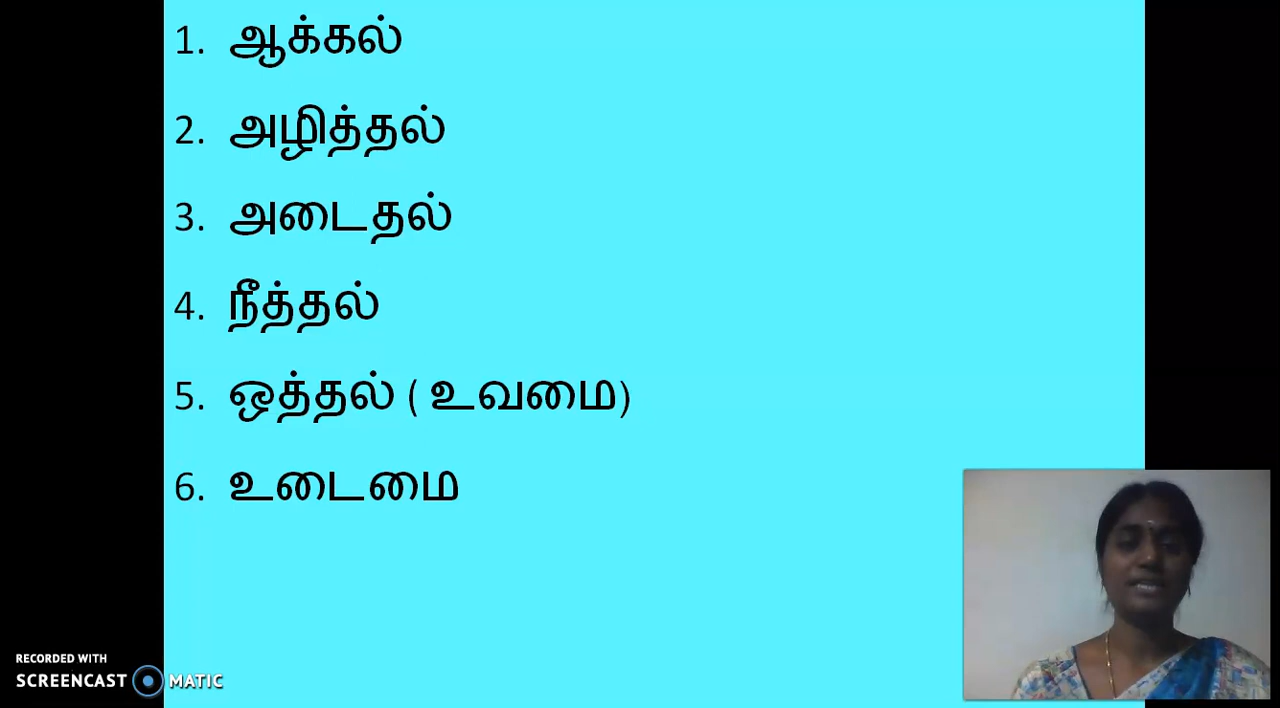 1. ஆக்கல்
2. அழித்தல்
3. அடைதல்
4. நீத்தல்
5. ஒத்தல் ( உவமை)
6. உடைமை
RECORDED WITH
SCREENCAST MATIC